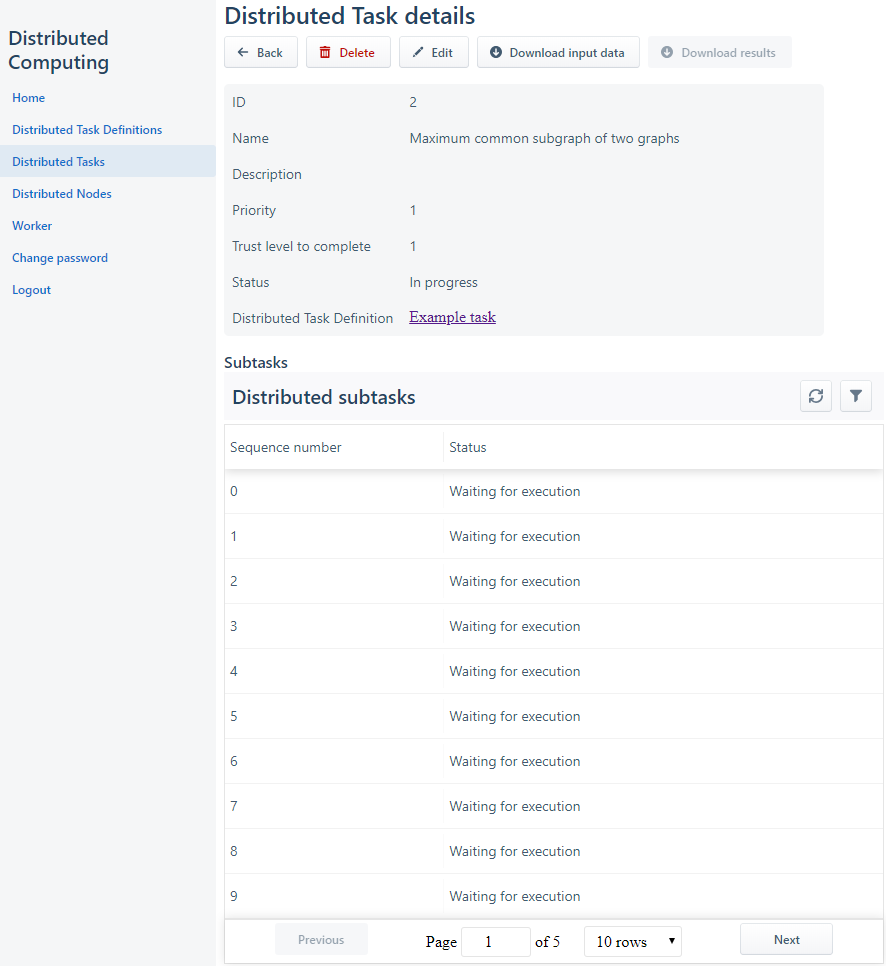 Distributed
Computing
Home
Distributed Task Definitions
Distributed Tasks
Distributed Nodes
Worker
Change password
Logout
Distributed Task details
Back Delete Edit Download input data Download results
ID 2
Name Maximum common subgraph of two graphs
Description
Priority 1
Trust level to complete 1
Status In progress
Distributed Task Definition Example task
Subtasks
Distributed subtasks
Sequence number Status
0 Waiting for execution
1 Waiting for execution
2 Waiting for execution
3 Waiting for execution
4 Waiting for execution
5 Waiting for execution
6 Waiting for execution
7 Waiting for execution
8 Waiting for execution
9 Waiting for execution
Previous Page 1 of 5 10 rows Next